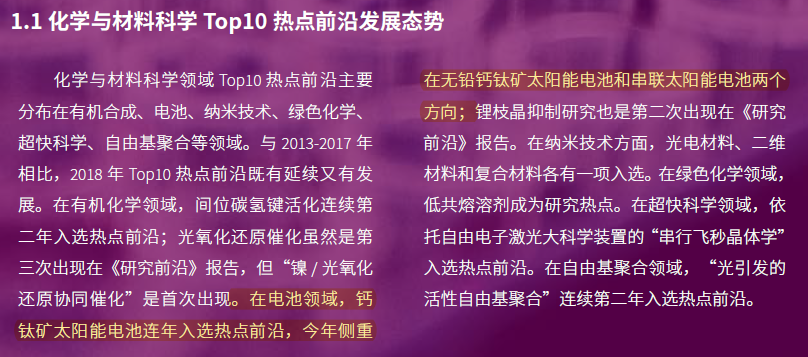 1.1 化学与材料科学 Top10 热点前沿发展态势
化学与材料科学领域 Top10 热点前沿主要
分布在有机合成、电池、纳米技术、绿色化学、
超快科学、自由基聚合等领域。与 2013-2017 年
相比，2018 年 Top10 热点前沿既有延续又有发
展。在有机化学领域，间位碳氢键活化连续第
二年入选热点前沿；光氧化还原催化虽然是第
三次出现在《研究前沿》报告，但“镍 / 光氧化
还原协同催化”是首次出现。在电池领域，钙
钛矿太阳能电池连年入选热点前沿，今年侧重
在无铅钙钛矿太阳能电池和串联太阳能电池两个
方向；锂枝晶抑制研究也是第二次出现在《研究
前沿》报告。在纳米技术方面，光电材料、二维
材料和复合材料各有一项入选。在绿色化学领域，
低共熔溶剂成为研究热点。在超快科学领域，依
托自由电子激光大科学装置的“串行飞秒晶体学”
入选热点前沿。在自由基聚合领域，“光引发的
活性自由基聚合”连续第二年入选热点前沿。